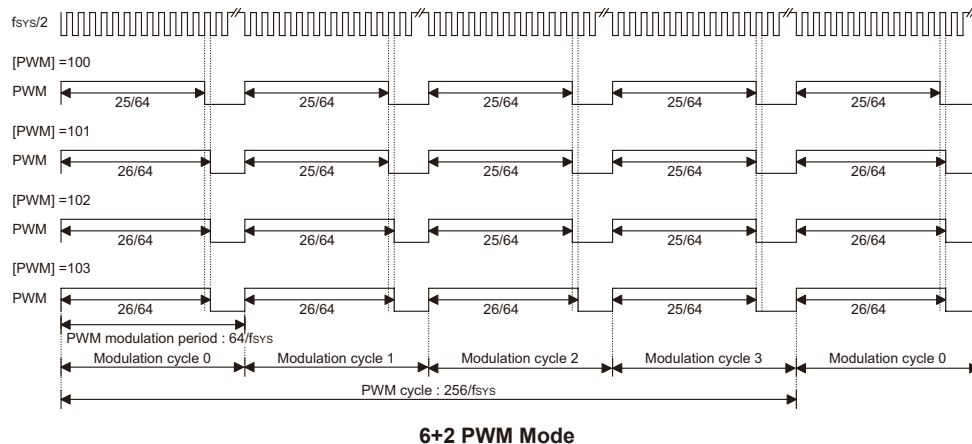 fSYS/2
[PWM] =100
PWM
25/64 25/64 25/64 25/64 25/64
[PWM] =101
PWM
26/64 25/64 25/64 25/64 26/64
[PWM] =102
PWM
26/64 26/64 25/64 25/64 26/64
[PWM] =103
PWM
26/64 26/64 26/64 25/64 26/64
PWM modulation period : 64/fSYS
Modulation cycle 0 Modulation cycle 1 Modulation cycle 2 Modulation cycle 3 Modulation cycle 0
PWM cycle : 256/fSYS
6+2 PWM Mode